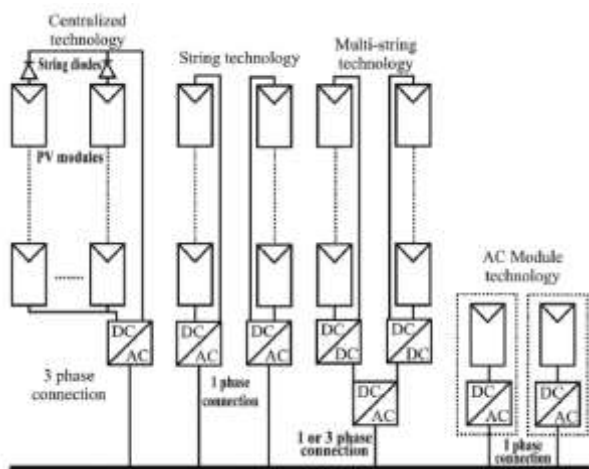 Centralized
technology
String diodes
PV modules
DC
AC
3 phase
connection
String technology
DC
AC
DC
AC
1 phase
connection
Multi-string
technology
DC
DC
DC
DC
DC
AC
1 or 3 phase
connection
AC Module
technology
DC
AC
DC
AC
1 phase
connection